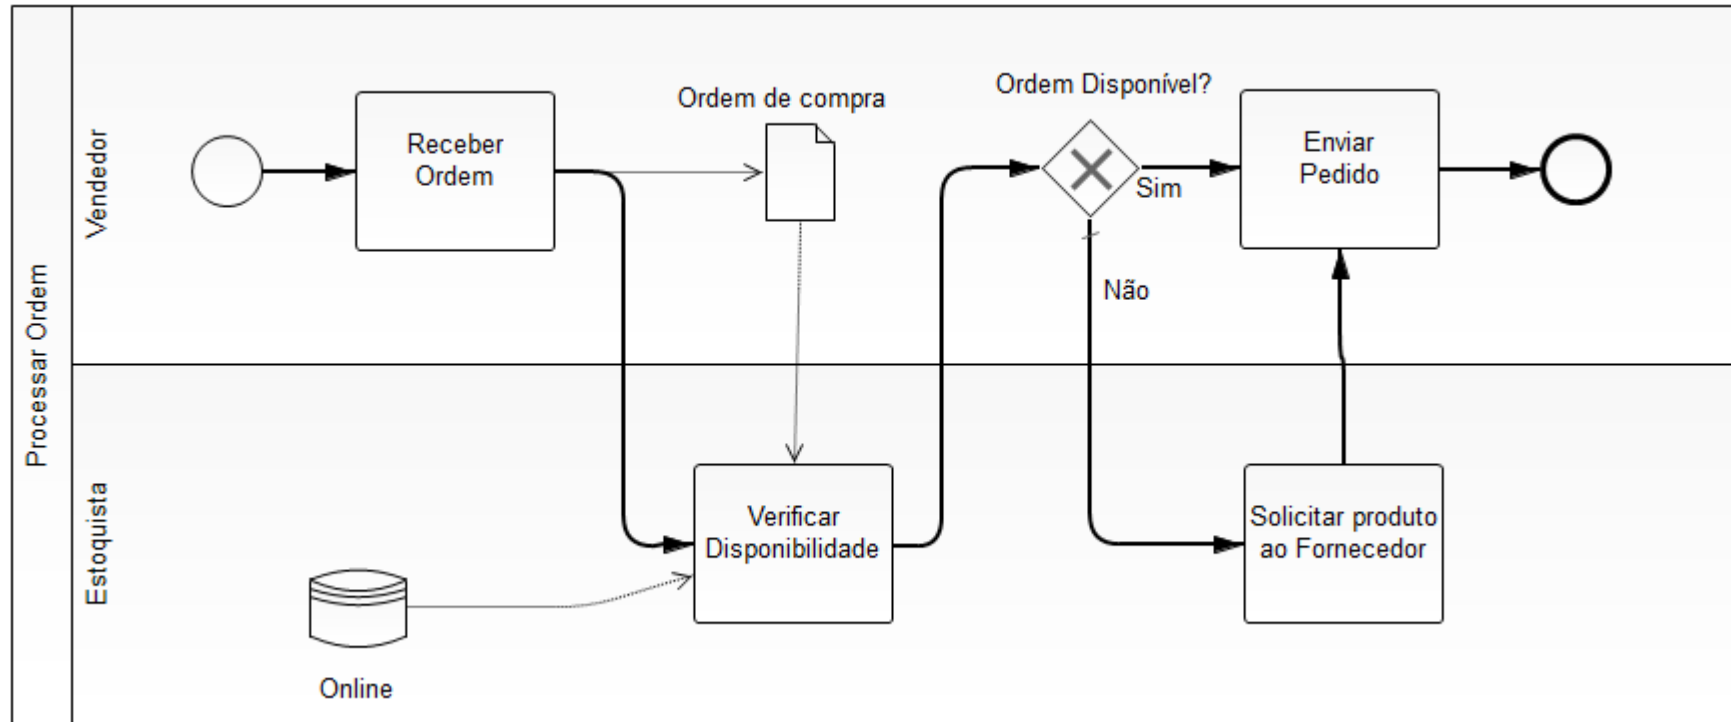 Processar Ordem
Vendedor
Receber
Ordem
Ordem de compra
Ordem Disponível?
Sim
Não
Enviar
Pedido
Estoquista
Online
Verificar
Disponibilidade
Solicitar produto
ao Fornecedor